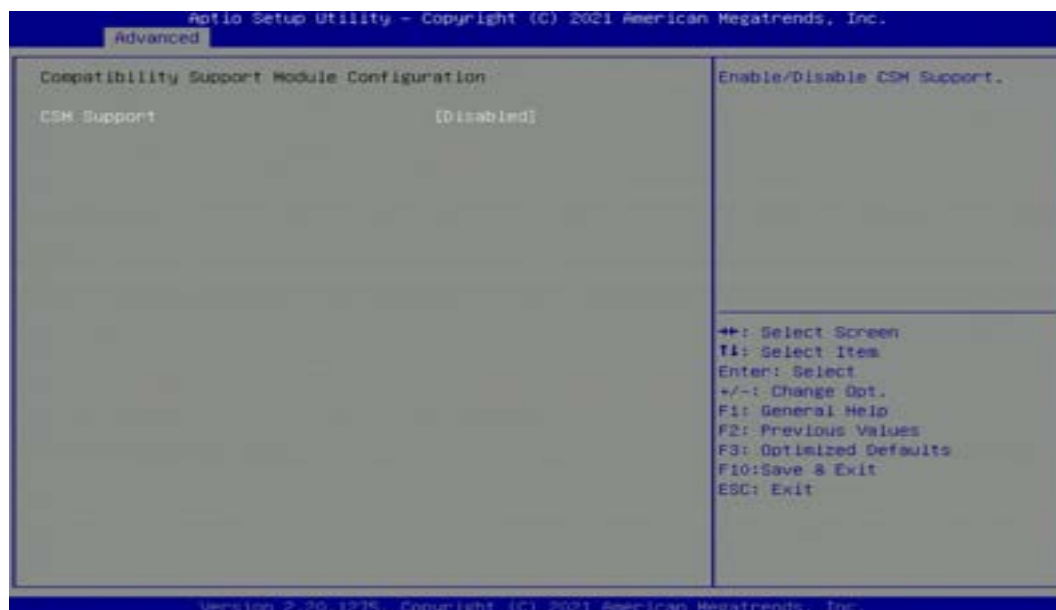 Aptio Setup Utility – Copyright (C) 2021 American Megatrends, Inc.
Advanced
Compatibility Support Module Configuration
CSM Support [Disabled]
Enable/Disable CSM Support.
→←: Select Screen
↑↓: Select Item
Enter: Select
+/-: Change Opt.
F1: General Help
F2: Previous Values
F3: Optimized Defaults
F10:Save & Exit
ESC: Exit
Version 2.20.1275. Copyright (C) 2021 American Megatrends, Inc.